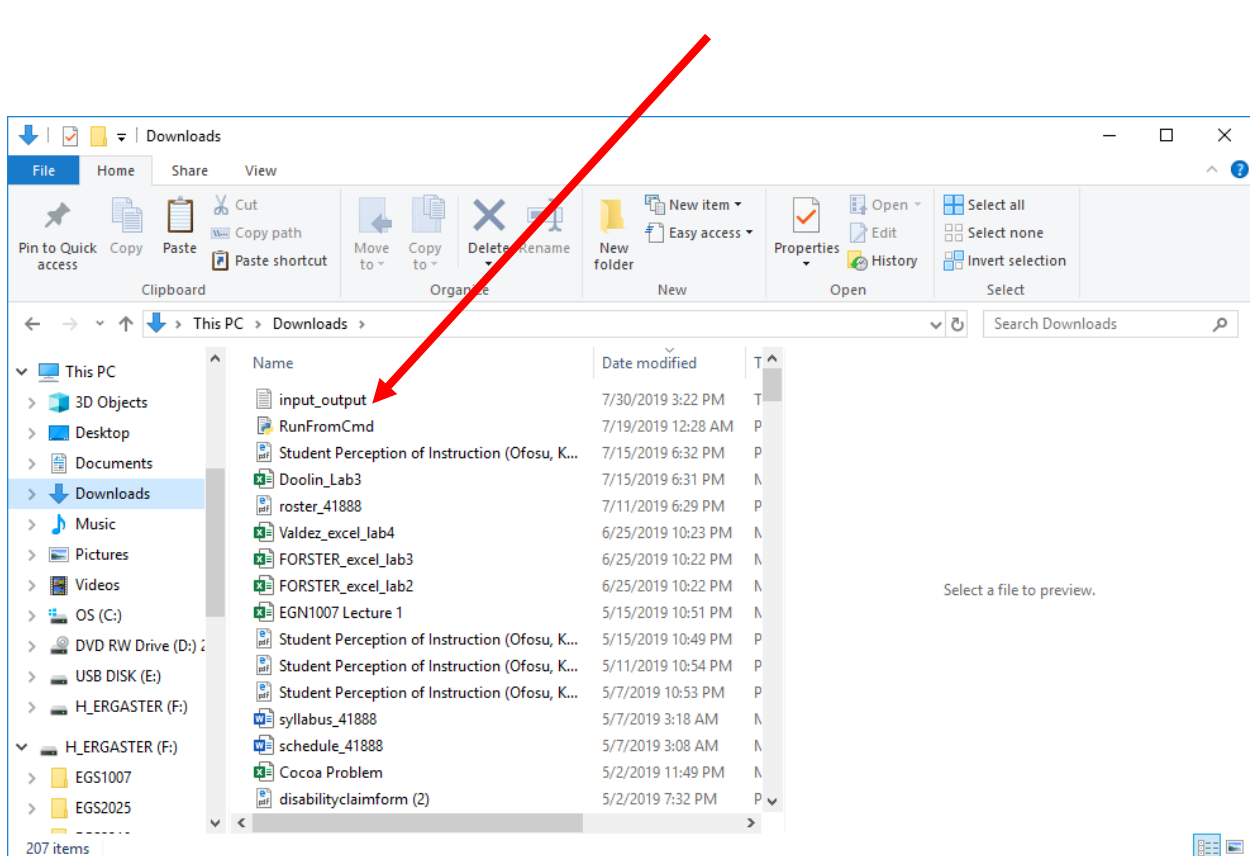 Downloads
File Home Share View
Pin to Quick access
Copy
Paste
Cut
Copy path
Paste shortcut
Clipboard
Move to
Copy to
Delete
Rename
Organize
New folder
New item
Easy access
New
Properties
Open
Edit
History
Open
Select all
Select none
Invert selection
Select
This PC > Downloads >
Search Downloads
This PC
3D Objects
Desktop
Documents
Downloads
Music
Pictures
Videos
OS (C:)
DVD RW Drive (D:) 2
USB DISK (E:)
H_ERGASTER (F:)
H_ERGASTER (F:)
EGS1007
EGS2025
Name Date modified T
input_output 7/30/2019 3:22 PM T
RunFromCmd 7/19/2019 12:28 AM P
Student Perception of Instruction (Ofosu, K... 7/15/2019 6:32 PM P
Doolin_Lab3 7/15/2019 6:31 PM M
roster_41888 7/11/2019 6:29 PM P
Valdez_excel_lab4 6/25/2019 10:23 PM M
FORSTER_excel_lab3 6/25/2019 10:22 PM M
FORSTER_excel_lab2 6/25/2019 10:22 PM M
EGN1007 Lecture 1 5/15/2019 10:51 PM M
Student Perception of Instruction (Ofosu, K... 5/15/2019 10:49 PM P
Student Perception of Instruction (Ofosu, K... 5/11/2019 10:54 PM P
Student Perception of Instruction (Ofosu, K... 5/7/2019 10:53 PM P
syllabus_41888 5/7/2019 3:18 AM M
schedule_41888 5/7/2019 3:08 AM M
Cocoa Problem 5/2/2019 11:49 PM M
disabilityclaimform (2) 5/2/2019 7:32 PM P
Select a file to preview.
207 items